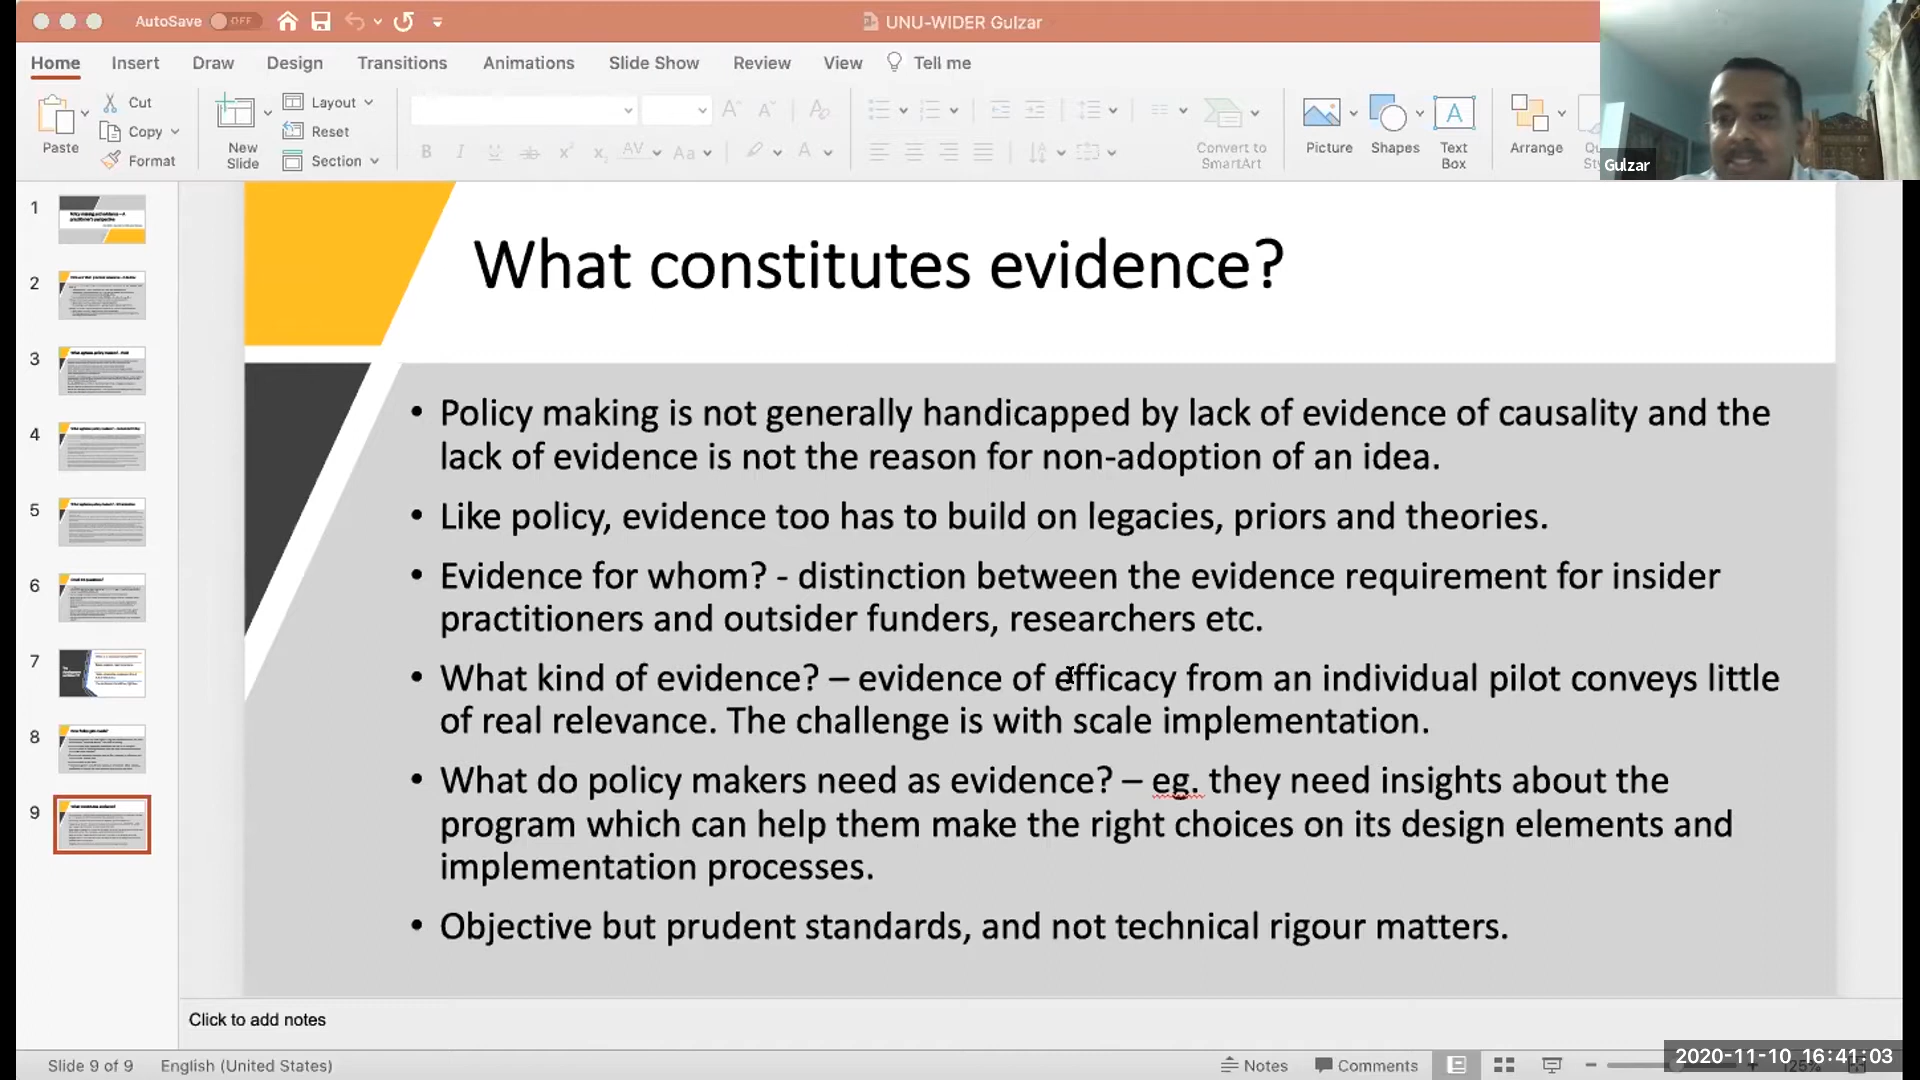 AutoSave OFF
UNU-WIDER Gulzar
Home Insert Draw Design Transitions Animations Slide Show Review View Tell me
Paste
Cut
Copy
Format
New
Slide
Layout
Reset
Section
Convert to
SmartArt
Picture
Shapes
Text
Box
Arrange
Gulzar
1
2
3
4
5
6
7
8
9
What constitutes evidence?
• Policy making is not generally handicapped by lack of evidence of causality and the
lack of evidence is not the reason for non-adoption of an idea.
• Like policy, evidence too has to build on legacies, priors and theories.
• Evidence for whom? - distinction between the evidence requirement for insider
practitioners and outsider funders, researchers etc.
• What kind of evidence? – evidence of efficacy from an individual pilot conveys little
of real relevance. The challenge is with scale implementation.
• What do policy makers need as evidence? – eg. they need insights about the
program which can help them make the right choices on its design elements and
implementation processes.
• Objective but prudent standards, and not technical rigour matters.
Click to add notes
Slide 9 of 9 English (United States) Notes Comments
2020-11-10 16:41:03